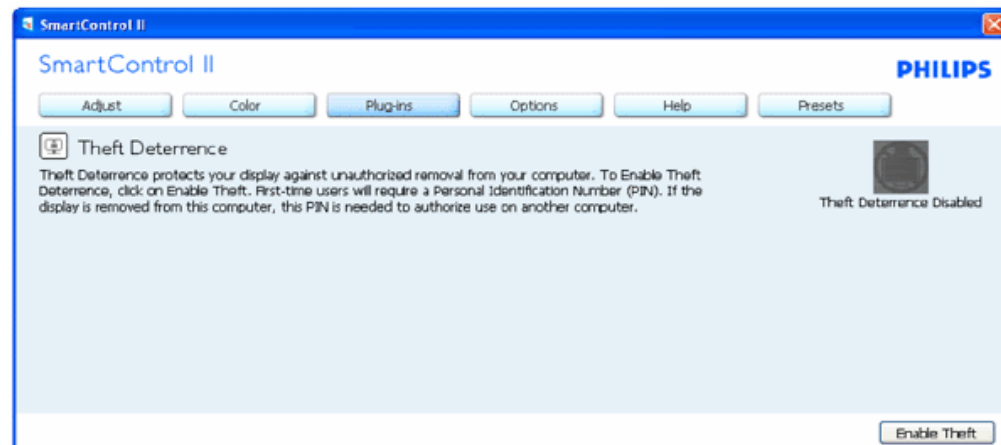 SmartControl II
SmartControl II
PHILIPS
Adjust
Color
Plug-ins
Options
Help
Presets
Theft Deterrence
Theft Deterrence protects your display against unauthorized removal from your computer. To Enable Theft
Deterrence, click on Enable Theft. First-time users will require a Personal Identification Number (PIN). If the
display is removed from this computer, this PIN is needed to authorize use on another computer.
Theft Deterrence Disabled
Enable Theft